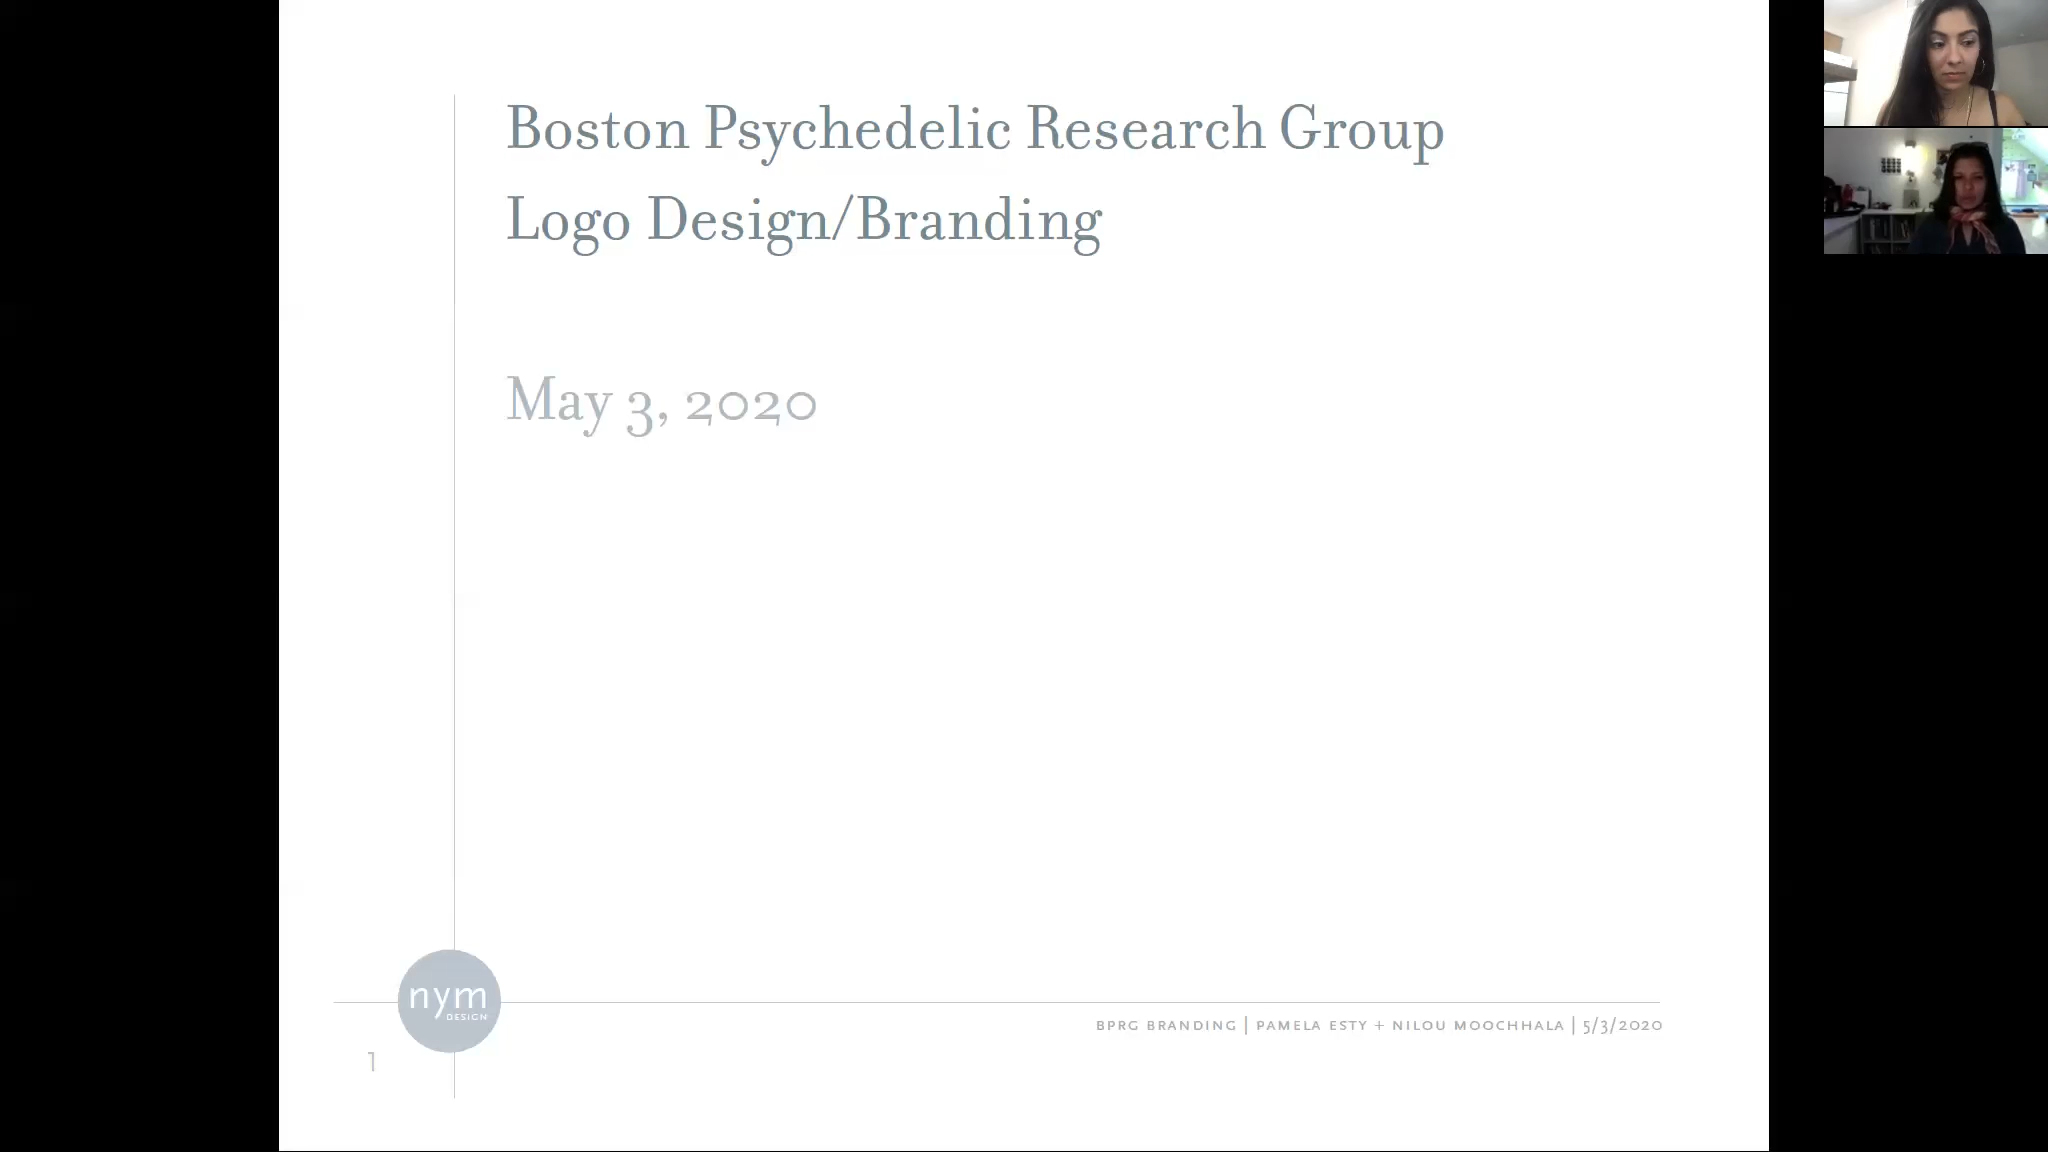 Boston Psychedelic Research Group
Logo Design/Branding
May 3, 2020
nym
DESIGN
BPRG BRANDING | PAMELA ESTY + NILOU MOOCHHALA | 5/3/2020
1